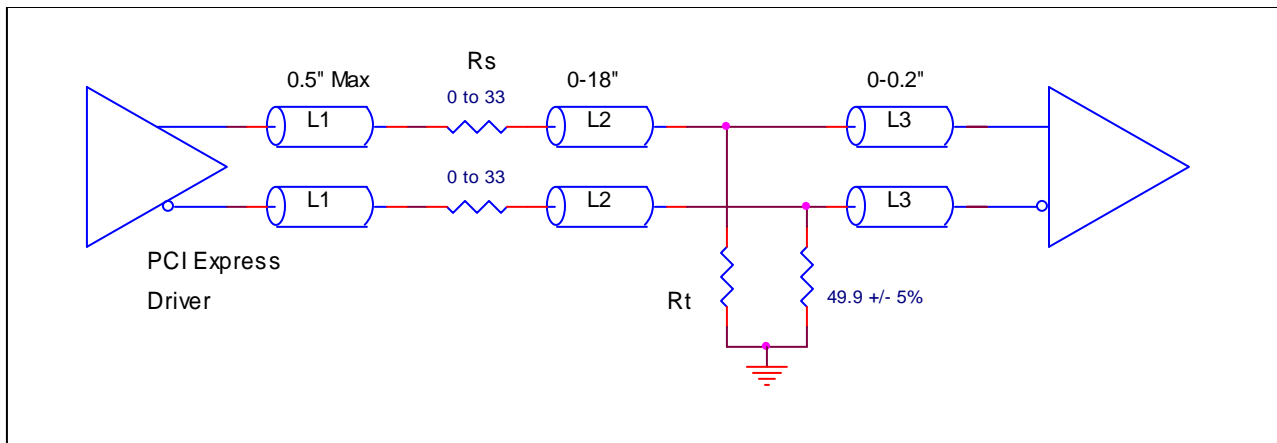 Rs
0.5" Max
0-18"
0-0.2"
0 to 33
L1
L2
L3
0 to 33
L1
L2
L3
PCI Express
Driver
Rt
49.9 +/- 5%